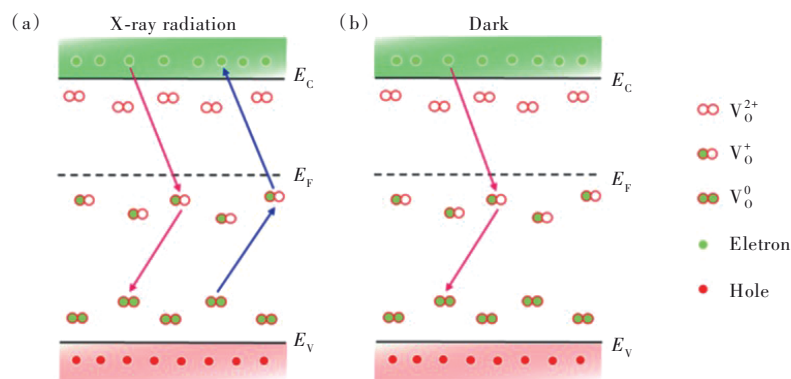 (a)
X-ray radiation
E_C
E_F
E_V
(b)
Dark
E_C
E_F
E_V
V_O^{2+}
V_O^+
V_O^0
Eletron
Hole